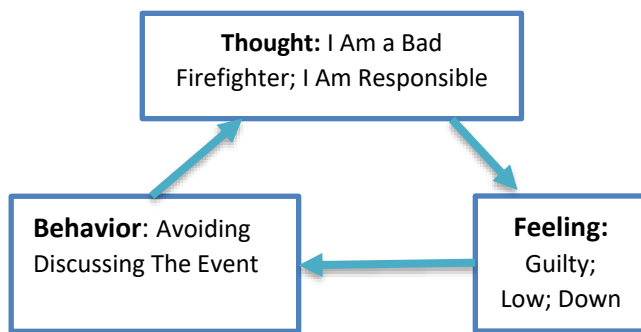 Thought: I Am a Bad
Firefighter; I Am Responsible
Behavior: Avoiding
Discussing The Event
Feeling:
Guilty;
Low; Down